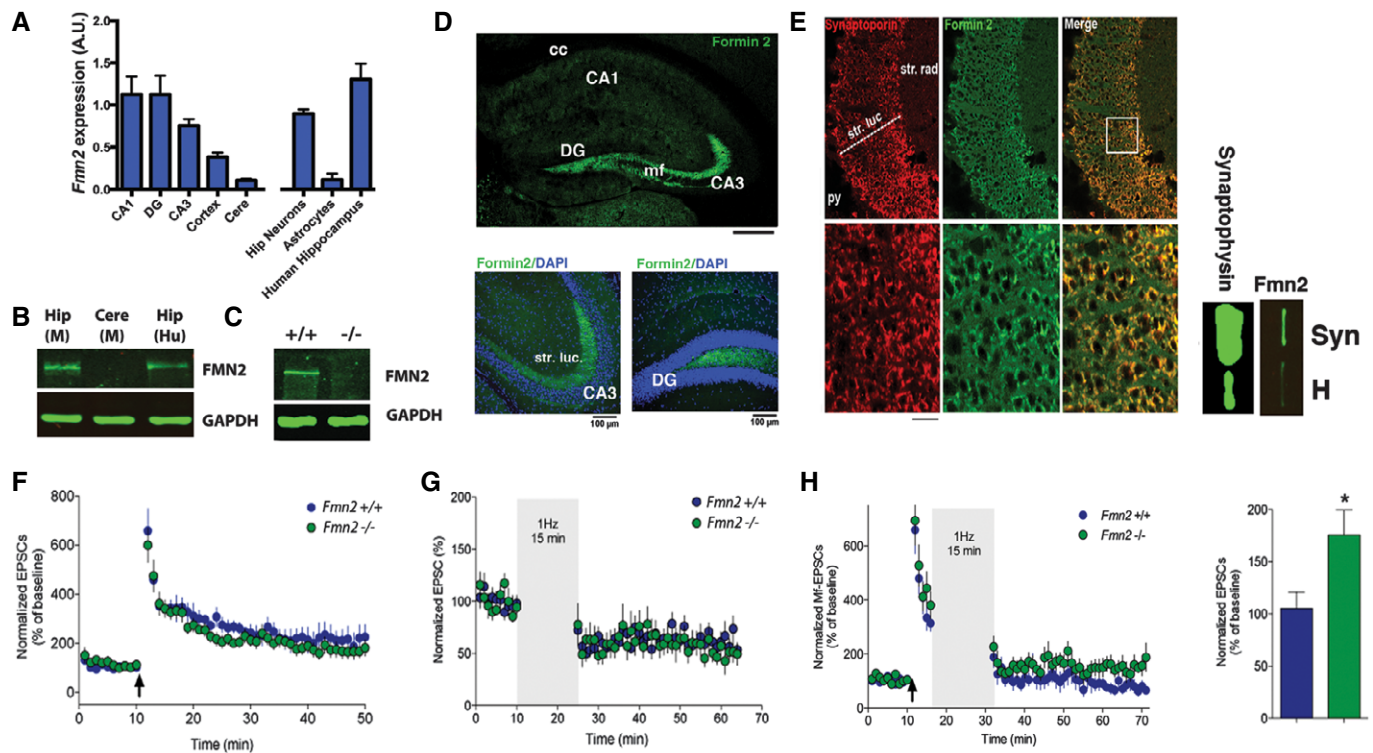 A
2.0
1.5
1.0
0.5
0.0
Fmn2 expression (A.U.)
CA1
DG
CA3
Cortex
Cere
Hip Neurons
Astrocytes
Human Hippocampus
B
Hip (M)
Cere (M)
Hip (Hu)
FMN2
GAPDH
C
+/+
-/-
FMN2
GAPDH
D
Formin 2
cc
CA1
DG
mf
CA3
Formin2/DAPI
str. luc.
CA3
100 µm
Formin2/DAPI
DG
100 µm
E
Synaptoporin
Formin 2
Merge
str. rad
str. luc
py
Synaptophysin
Fmn2
Syn
H
F
800
600
400
200
0
Normalized EPSCs
(% of baseline)
Fmn2 +/+
Fmn2 -/-
0 10 20 30 40 50
Time (min)
G
200
150
100
50
0
Normalized EPSC (%)
1Hz
15 min
Fmn2 +/+
Fmn2 -/-
0 10 20 30 40 50 60 70
Time (min)
H
600
400
200
0
Normalized Mf-EPSCs
(% of baseline)
1Hz
15 min
Fmn2 +/+
Fmn2 -/-
0 10 20 30 40 50 60 70
Time (min)
200
150
100
50
0
Normalized EPSCs
(% of baseline)
*